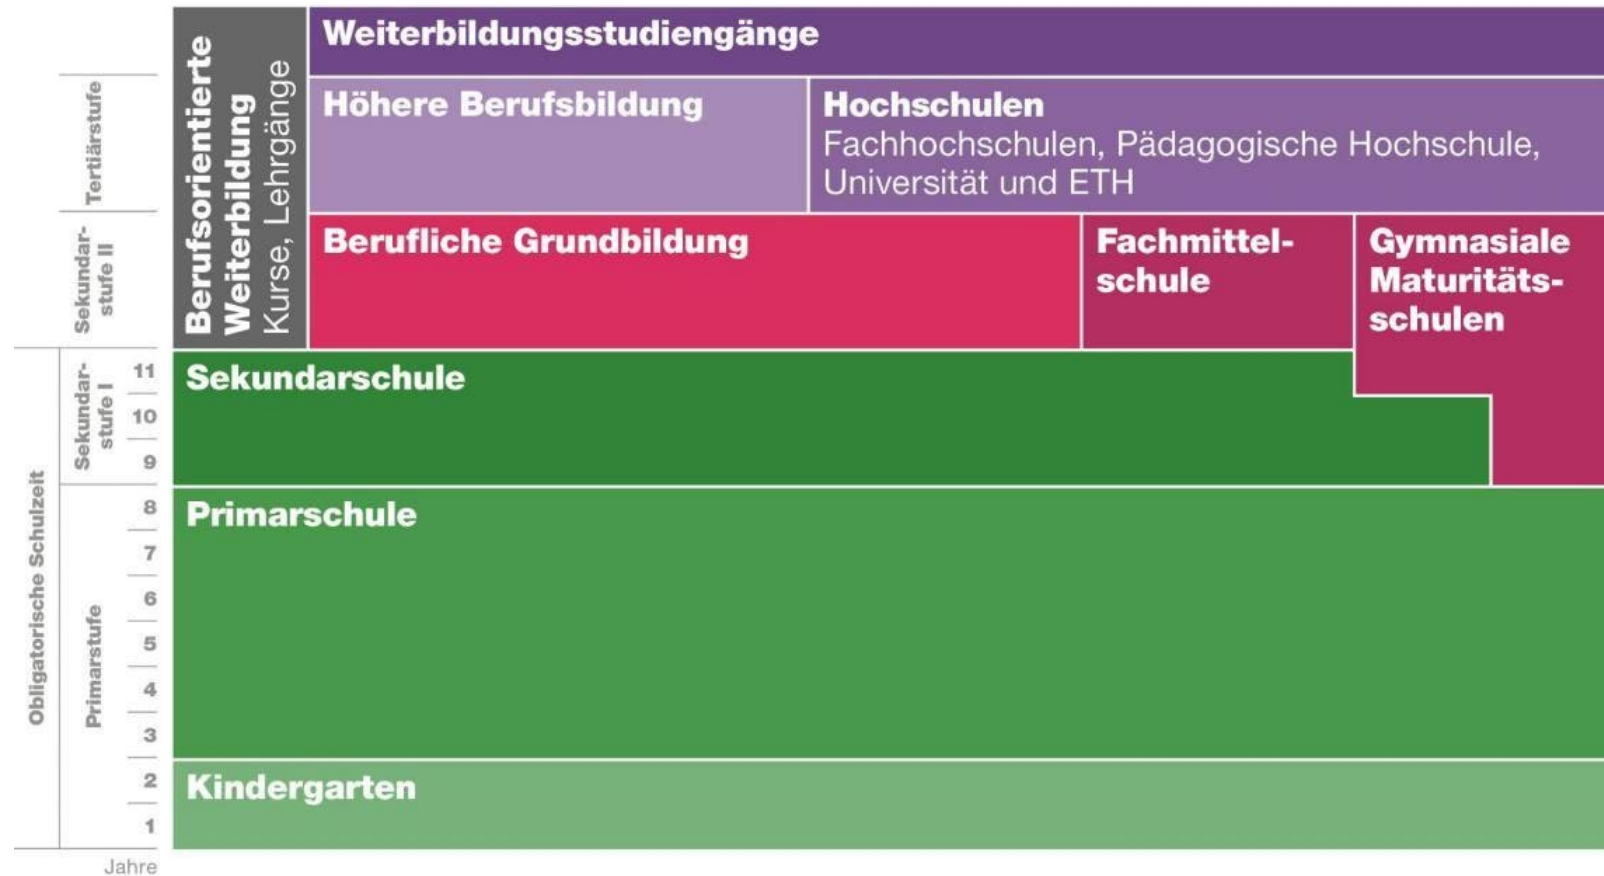 Weiterbildungsstudiengänge
Berufsorientierte
Weiterbildung
Kurse, Lehrgänge
Tertiärstufe
Höhere Berufsbildung
Hochschulen
Fachhochschulen, Pädagogische Hochschule,
Universität und ETH
Sekundar-
stufe II
Berufliche Grundbildung
Fachmittel-
schule
Gymnasiale
Maturitäts-
schulen
Obligatorische Schulzeit
Sekundar-
stufe I
11
10
9
Sekundarschule
Primarstufe
8
7
6
5
4
3
2
1
Primarschule
Kindergarten
Jahre